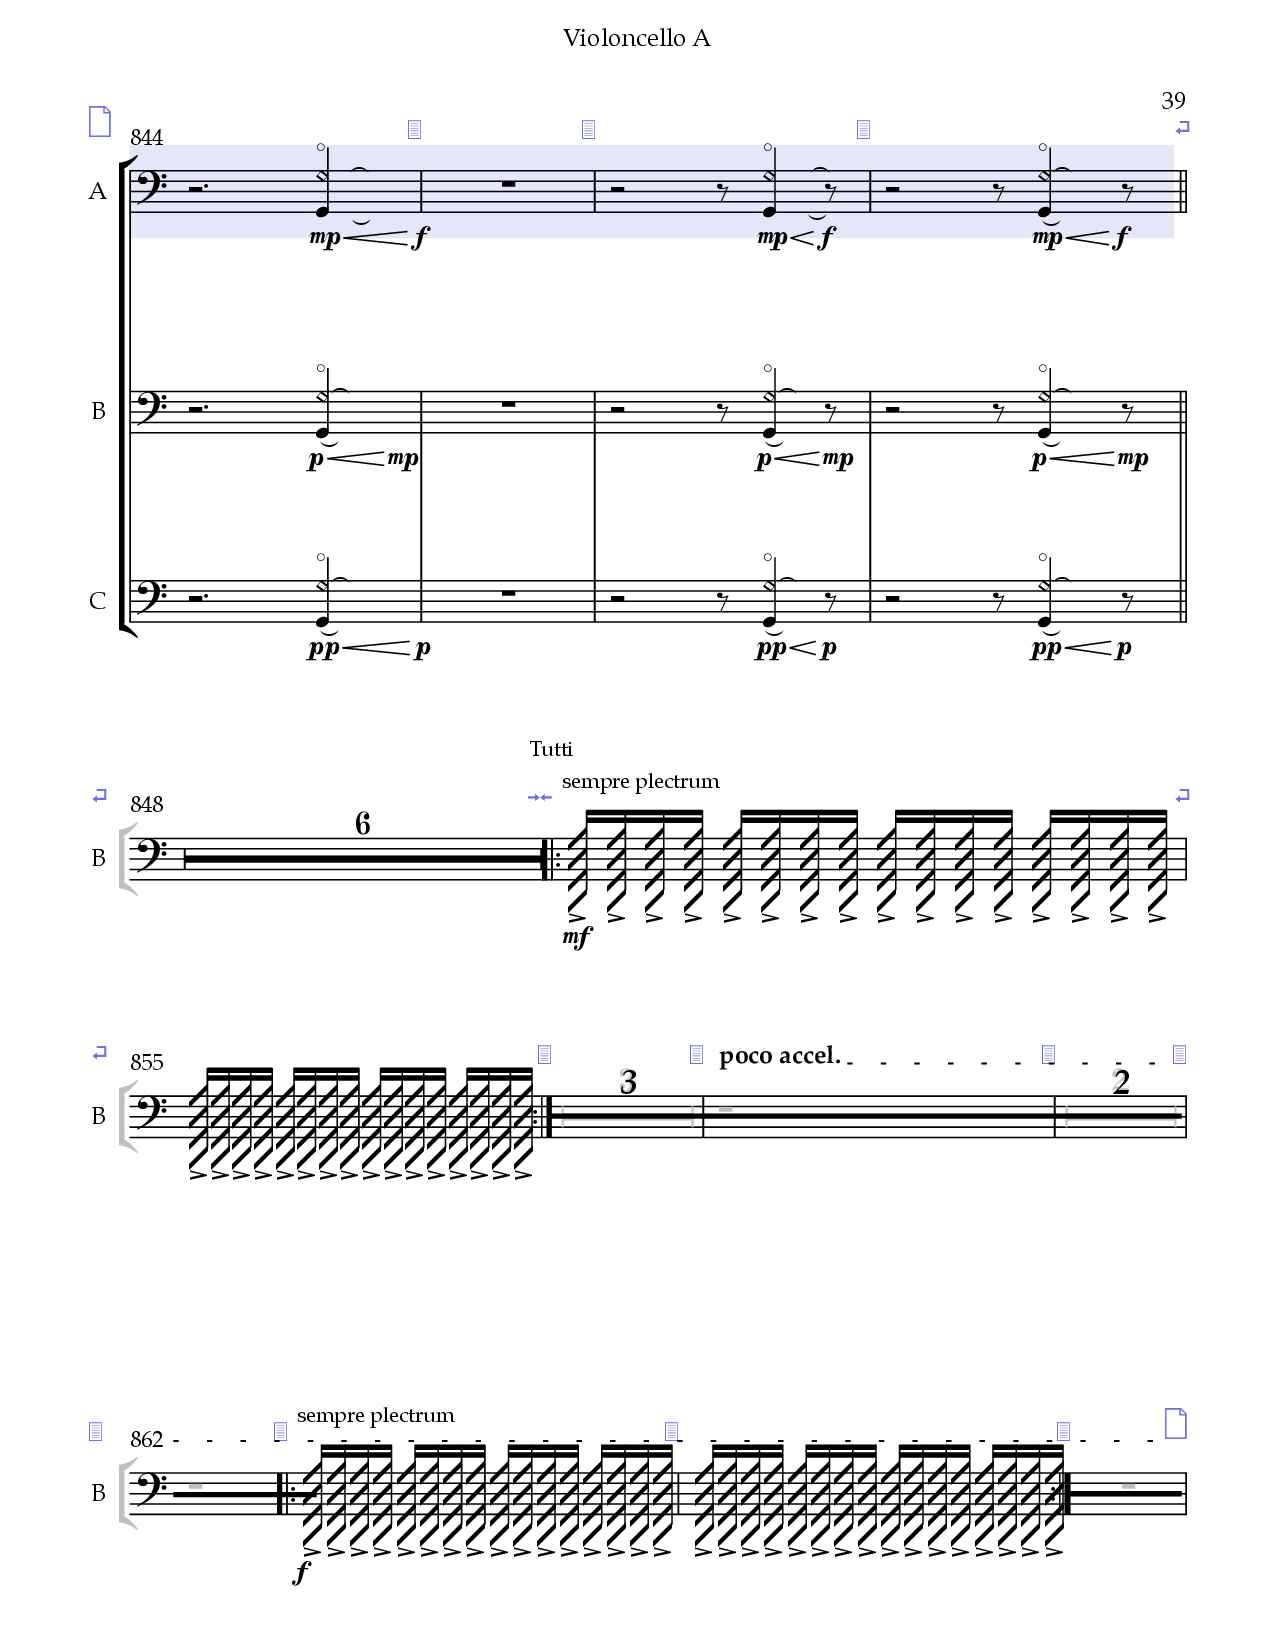 Violoncello A
39
844
A
mp f mp f mp f
B
p mp p mp p mp
C
pp p pp p pp p
Tutti
sempre plectrum
848
6
B
mf
855
poco accel.
3 2
B
sempre plectrum
862
B
f